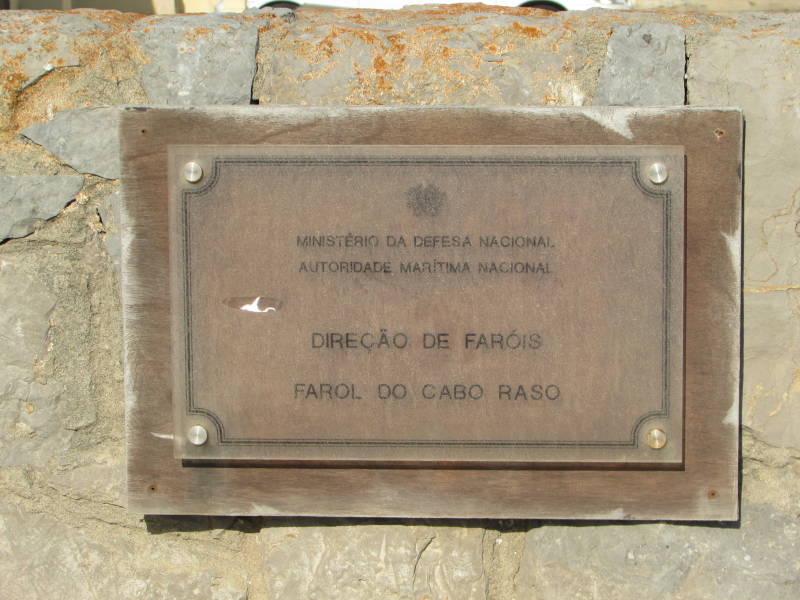 MINISTÉRIO DA DEFESA NACIONAL
AUTORIDADE MARÍTIMA NACIONAL
DIREÇÃO DE FARÓIS
FAROL DO CABO RASO